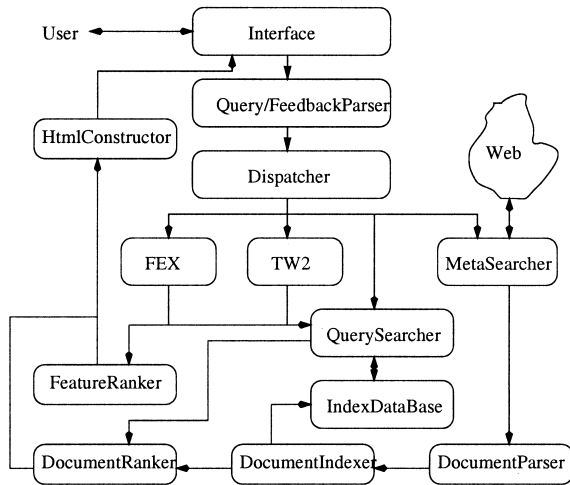 User
Interface
Query/FeedbackParser
HtmlConstructor
Web
Dispatcher
FEX
TW2
MetaSearcher
QuerySearcher
FeatureRanker
IndexDataBase
DocumentRanker
DocumentIndexer
DocumentParser